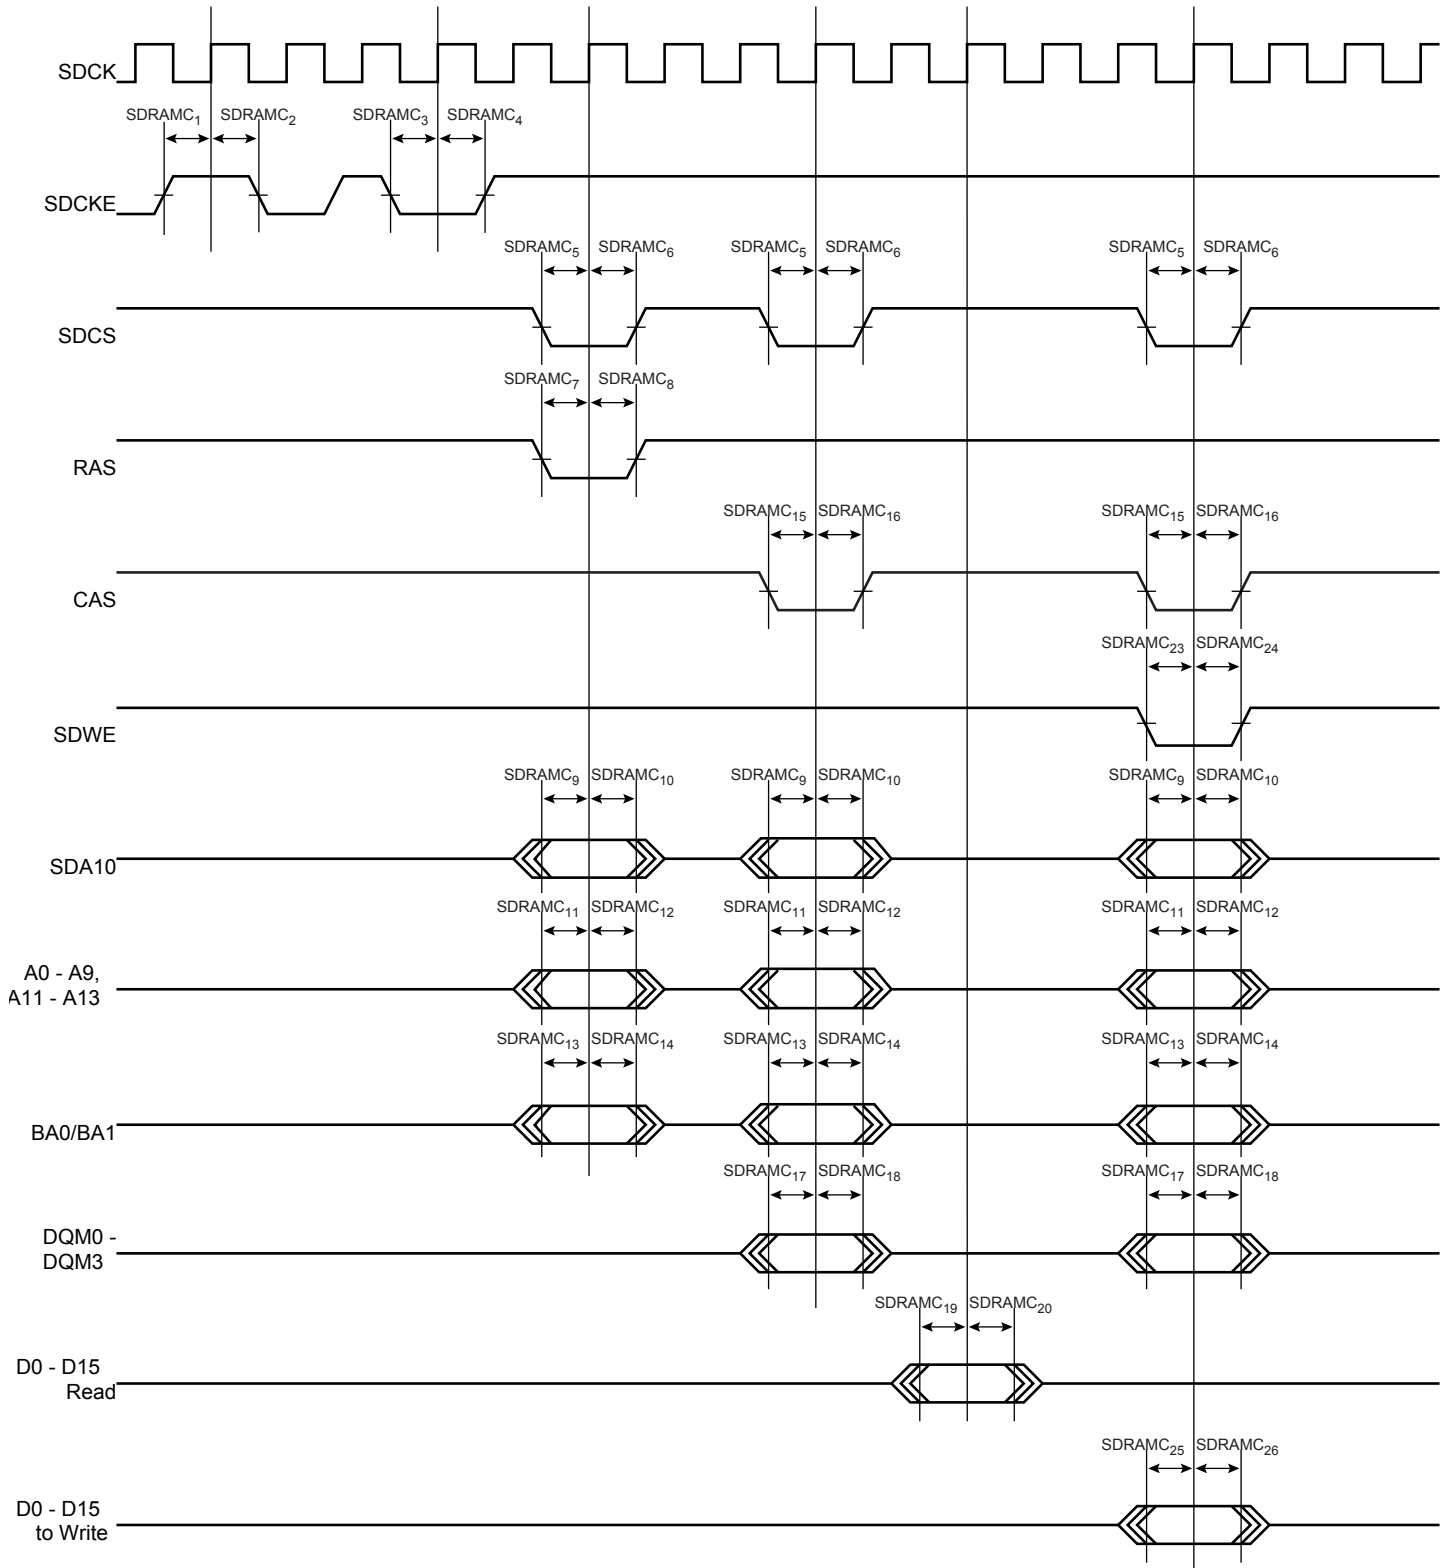 SDCK
SDRAMC1 SDRAMC2 SDRAMC3 SDRAMC4
SDCKE
SDRAMC5 SDRAMC6 SDRAMC5 SDRAMC6 SDRAMC5 SDRAMC6
SDCS
SDRAMC7 SDRAMC8
RAS
SDRAMC15 SDRAMC16 SDRAMC15 SDRAMC16
CAS
SDRAMC23 SDRAMC24
SDWE
SDRAMC9 SDRAMC10 SDRAMC9 SDRAMC10 SDRAMC9 SDRAMC10
SDA10
SDRAMC11 SDRAMC12 SDRAMC11 SDRAMC12 SDRAMC11 SDRAMC12
A0 - A9,
A11 - A13
SDRAMC13 SDRAMC14 SDRAMC13 SDRAMC14 SDRAMC13 SDRAMC14
BA0/BA1
SDRAMC17 SDRAMC18 SDRAMC17 SDRAMC18
DQM0 -
DQM3
SDRAMC19 SDRAMC20
D0 - D15
Read
SDRAMC25 SDRAMC26
D0 - D15
to Write